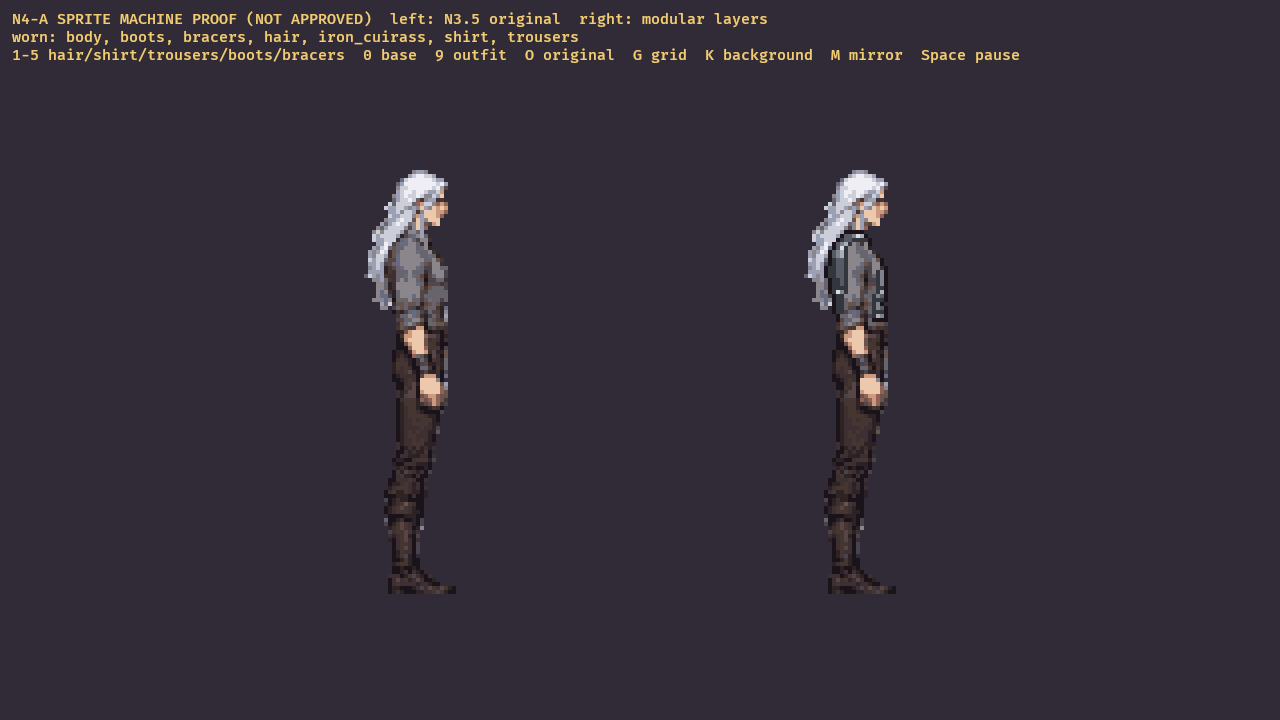 N4-A SPRITE MACHINE PROOF (NOT APPROVED)  left: N3.5 original  right: modular layers
worn: body, boots, bracers, hair, iron_cuirass, shirt, trousers
1-5 hair/shirt/trousers/boots/bracers  0 base  9 outfit  O original  G grid  K background  M mirror  Space pause